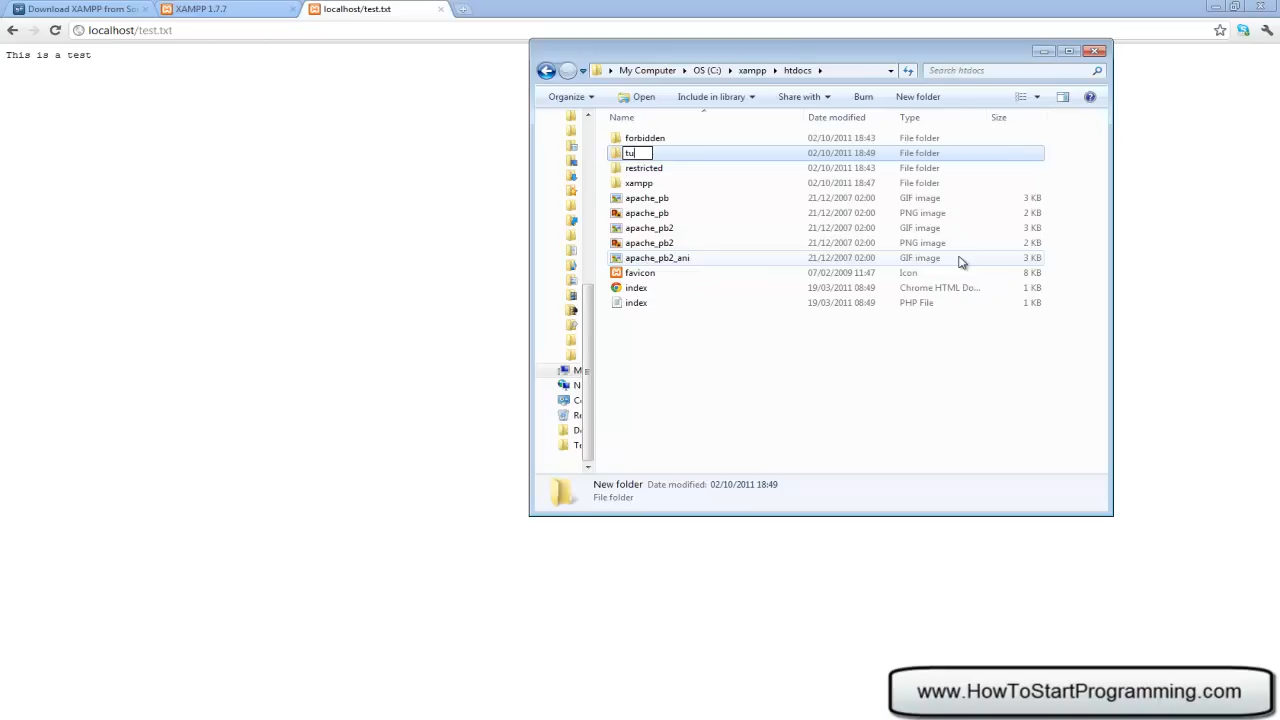 Download XAMPP from So
XAMPP 1.7.7
localhost/test.txt
localhost/test.txt
This is a test
My Computer
OS (C:)
xampp
htdocs
Search htdocs
Organize
Open
Include in library
Share with
Burn
New folder
Name Date modified Type Size
forbidden 02/10/2011 18:43 File folder
tu 02/10/2011 18:49 File folder
restricted 02/10/2011 18:43 File folder
xampp 02/10/2011 18:47 File folder
apache_pb 21/12/2007 02:00 GIF image 3 KB
apache_pb 21/12/2007 02:00 PNG image 2 KB
apache_pb2 21/12/2007 02:00 GIF image 3 KB
apache_pb2 21/12/2007 02:00 PNG image 2 KB
apache_pb2_ani 21/12/2007 02:00 GIF image 3 KB
favicon 07/02/2009 11:47 Icon 8 KB
index 19/03/2011 08:49 Chrome HTML Do... 1 KB
index 19/03/2011 08:49 PHP File 1 KB
M
N
C
R
D
T
New folder Date modified: 02/10/2011 18:49
File folder
www.HowToStartProgramming.com